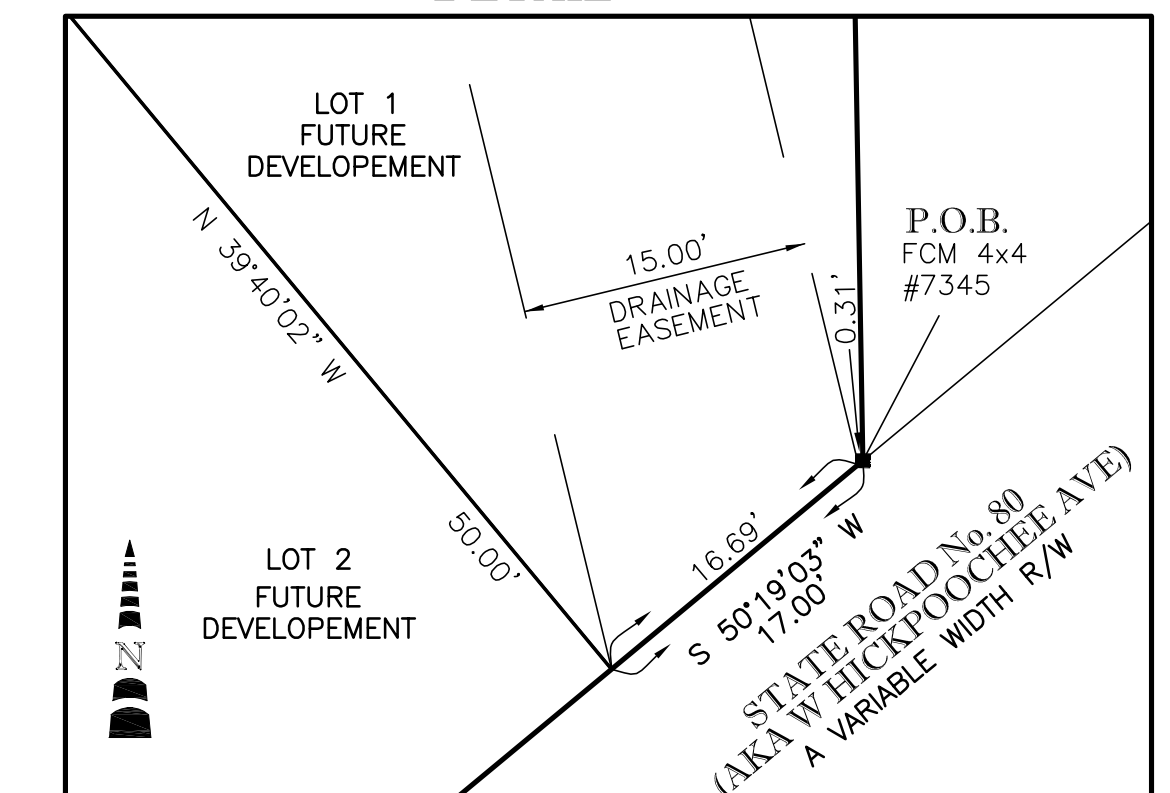 LOT 1
FUTURE
DEVELOPEMENT
N 39°40'02" W
50.00'
15.00'
DRAINAGE
EASEMENT
0.31'
P.O.B.
FCM 4x4
#7345
16.69'
S 50°19'03" W
17.00'
STATE ROAD No. 80
(AKA W HICKPOOCHEE AVE)
A VARIABLE WIDTH R/W
LOT 2
FUTURE
DEVELOPEMENT
N